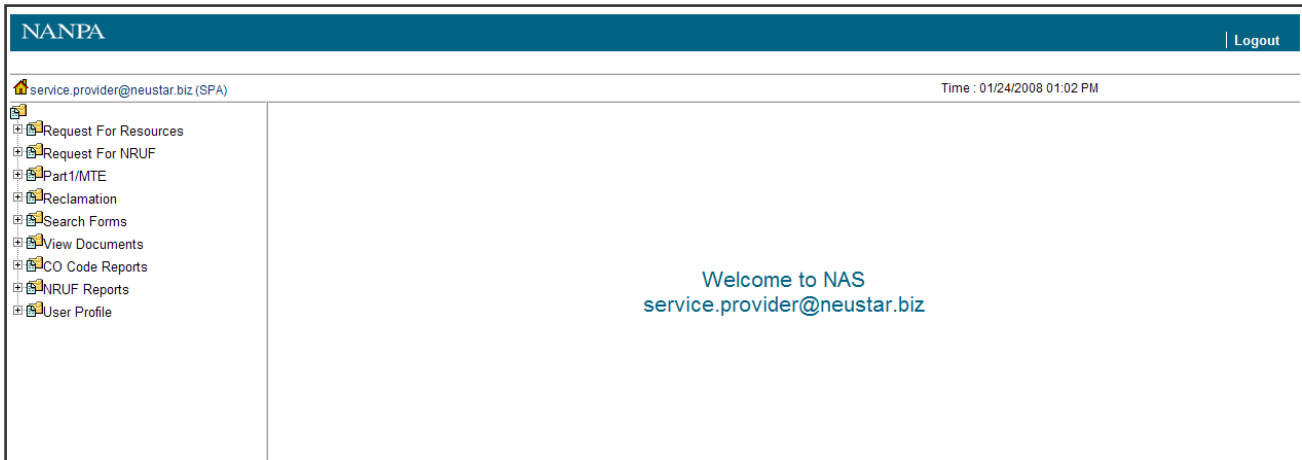 NANPA
Logout
service.provider@neustar.biz (SPA)
Time : 01/24/2008 01:02 PM
Request For Resources
Request For NRUF
Part1/MTE
Reclamation
Search Forms
View Documents
CO Code Reports
NRUF Reports
User Profile
Welcome to NAS
service.provider@neustar.biz